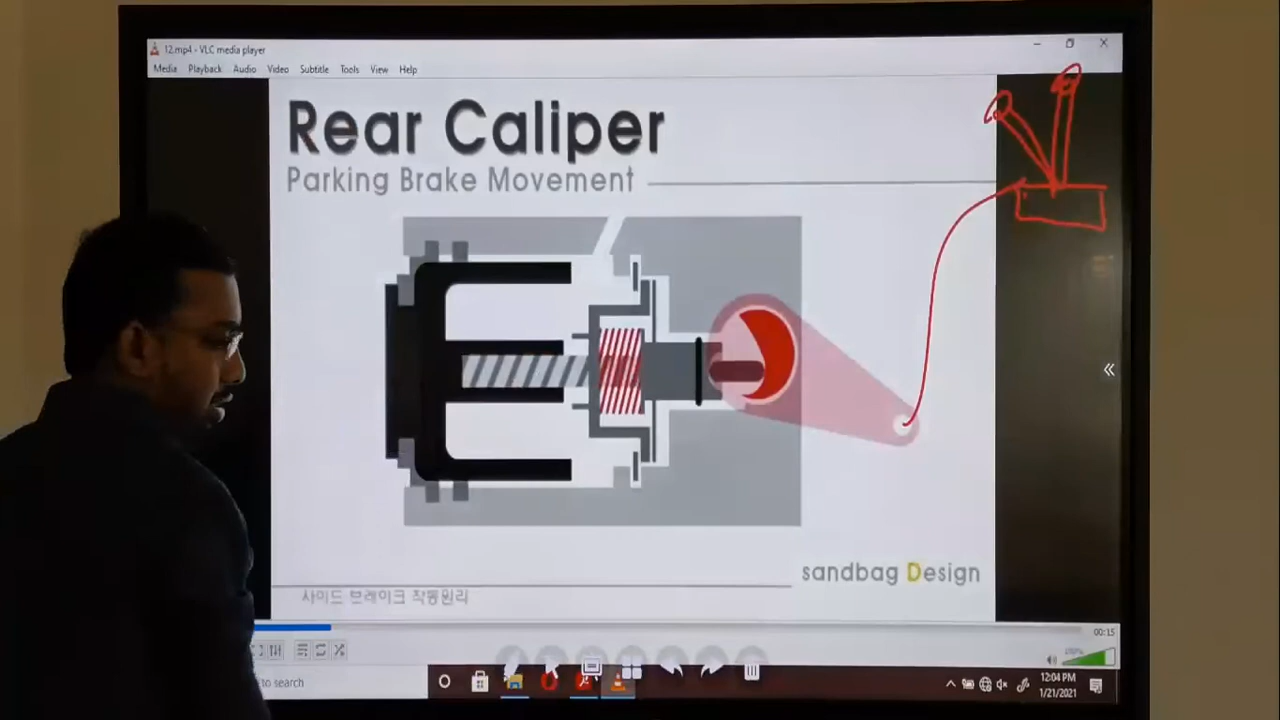 12.mp4 - VLC media player
Media Playback Audio Video Subtitle Tools View Help
Rear Caliper
Parking Brake Movement
sandbag Design
사이드 브레이크 작동원리
00:15
100%
to search
12:04 PM
1/21/2021